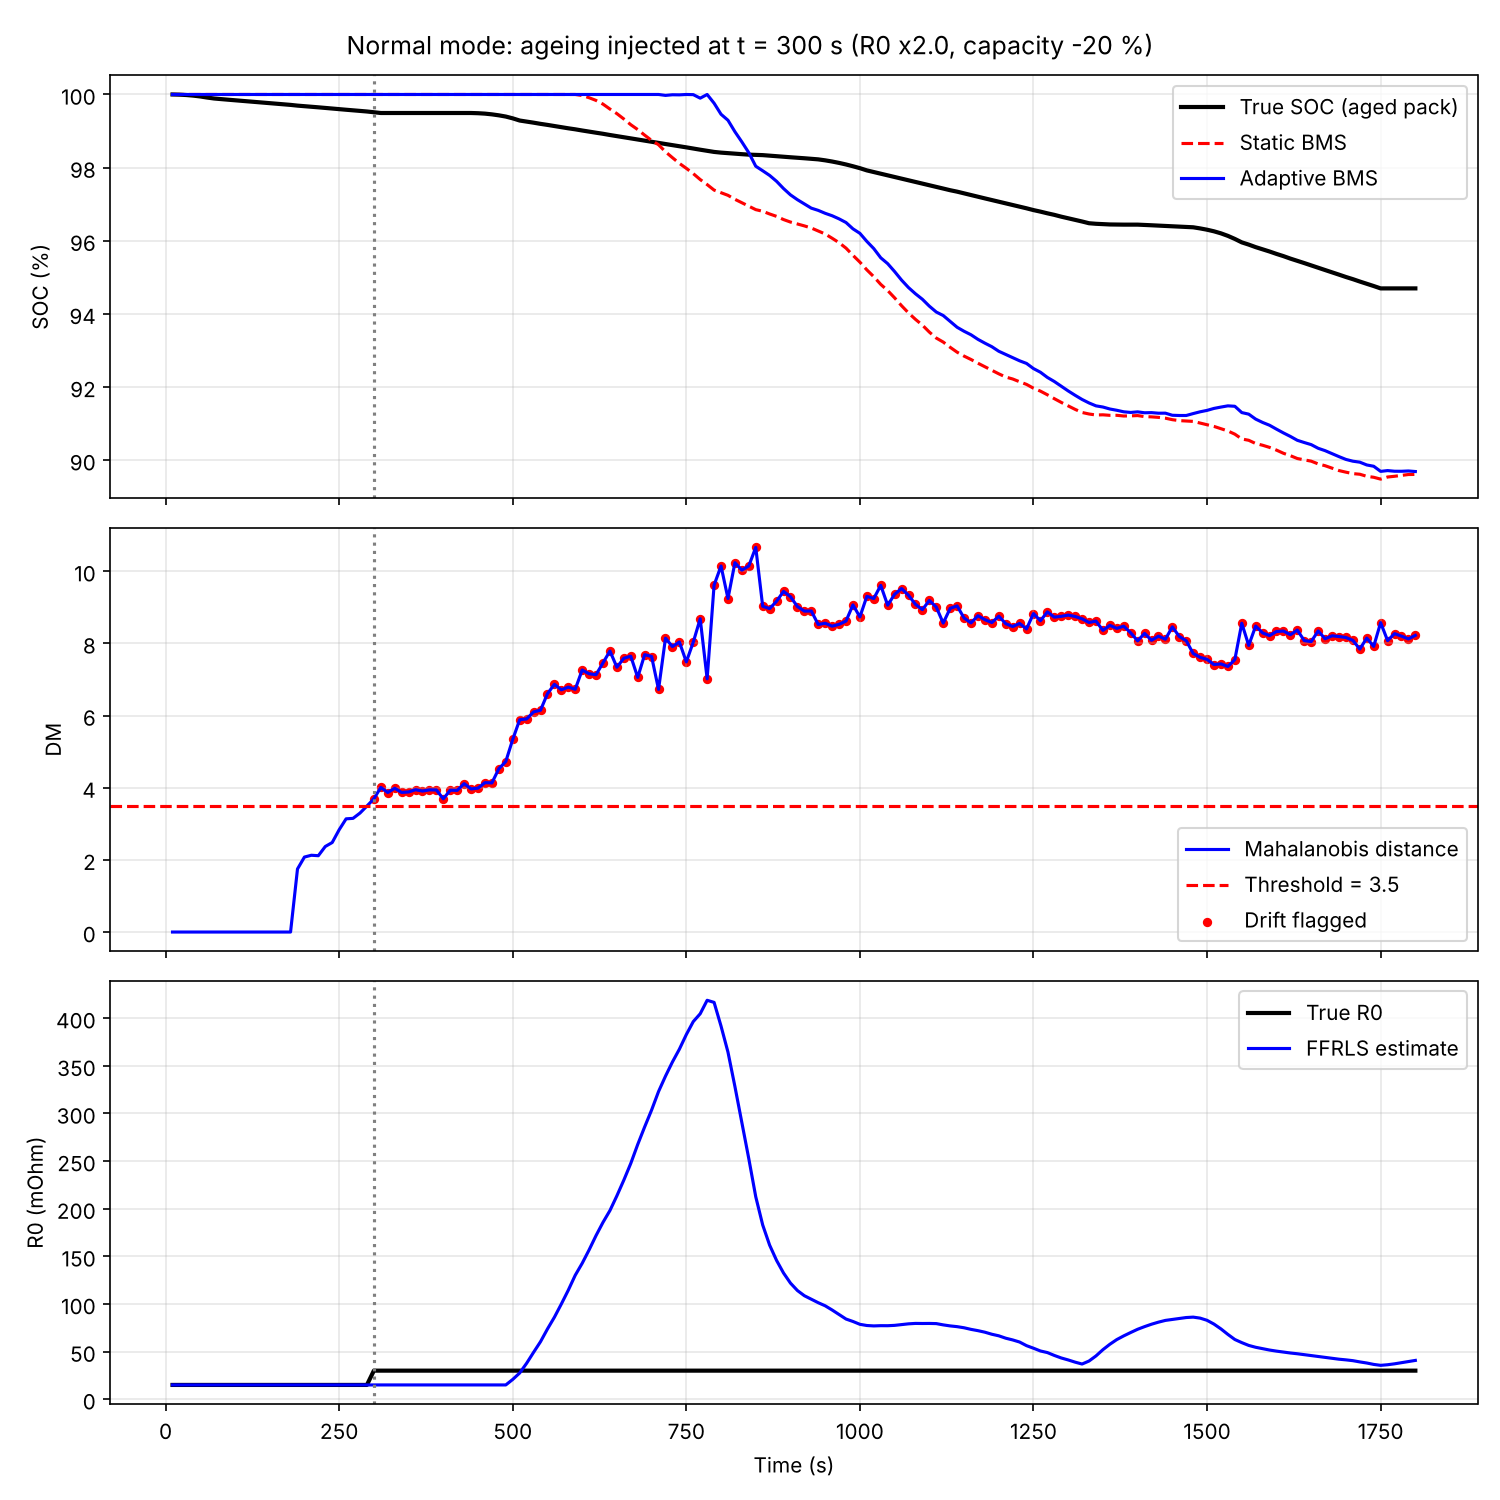 Normal mode: ageing injected at t = 300 s (R0 x2.0, capacity -20 %)
100
98
96
94
92
90
SOC (%)
True SOC (aged pack)
Static BMS
Adaptive BMS
10
8
6
4
2
0
DM
Mahalanobis distance
Threshold = 3.5
Drift flagged
400
350
300
250
200
150
100
50
0
R0 (mOhm)
True R0
FFRLS estimate
0 250 500 750 1000 1250 1500 1750
Time (s)